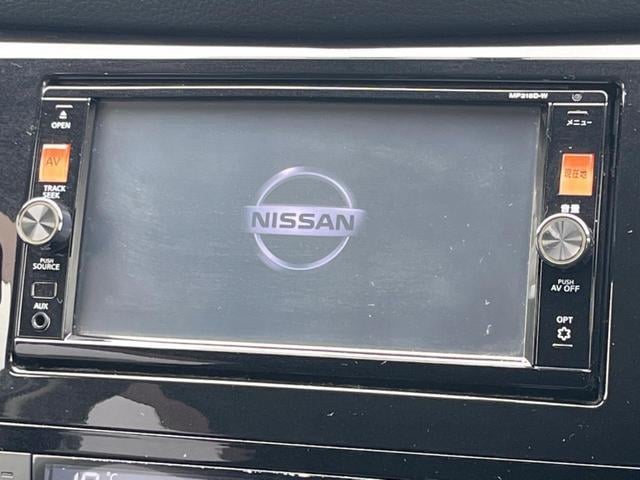 MP315D-W
OPEN
AV
TRACK
SEEK
PUSH
SOURCE
AUX
NISSAN
メニュー
現在地
音量
PUSH
AV OFF
OPT